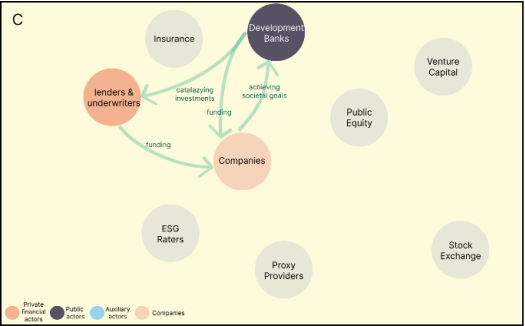 C
Insurance
Development
Banks
Venture
Capital
lenders &
underwriters
catalazying
investments
achieving
societal goals
funding
Public
Equity
funding
Companies
ESG
Raters
Proxy
Providers
Stock
Exchange
Private
financial
actors
Public
actors
Auxiliary
actors
Companies